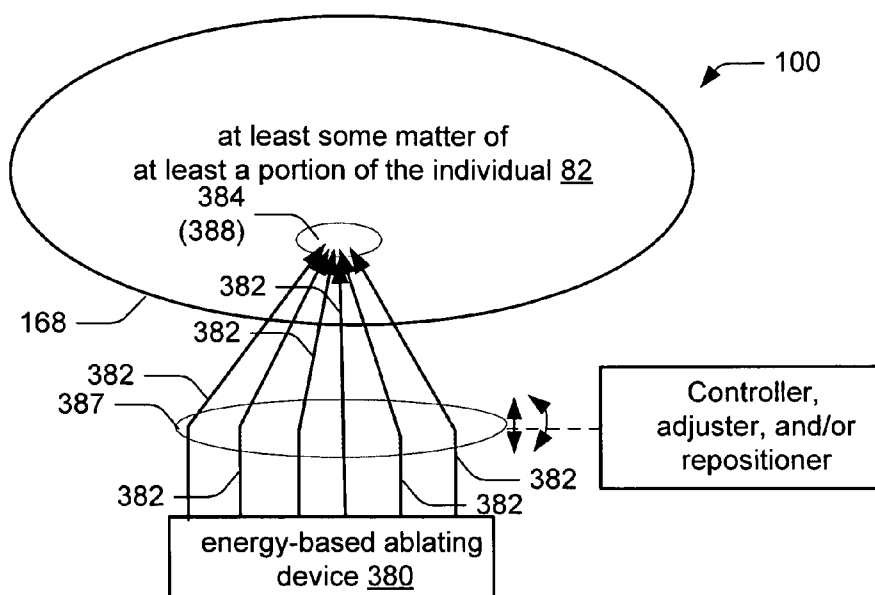 100
at least some matter of
at least a portion of the individual 82
384
(388)
382
168
382
382
387
Controller,
adjuster, and/or
repositioner
382
382
382
energy-based ablating
device 380